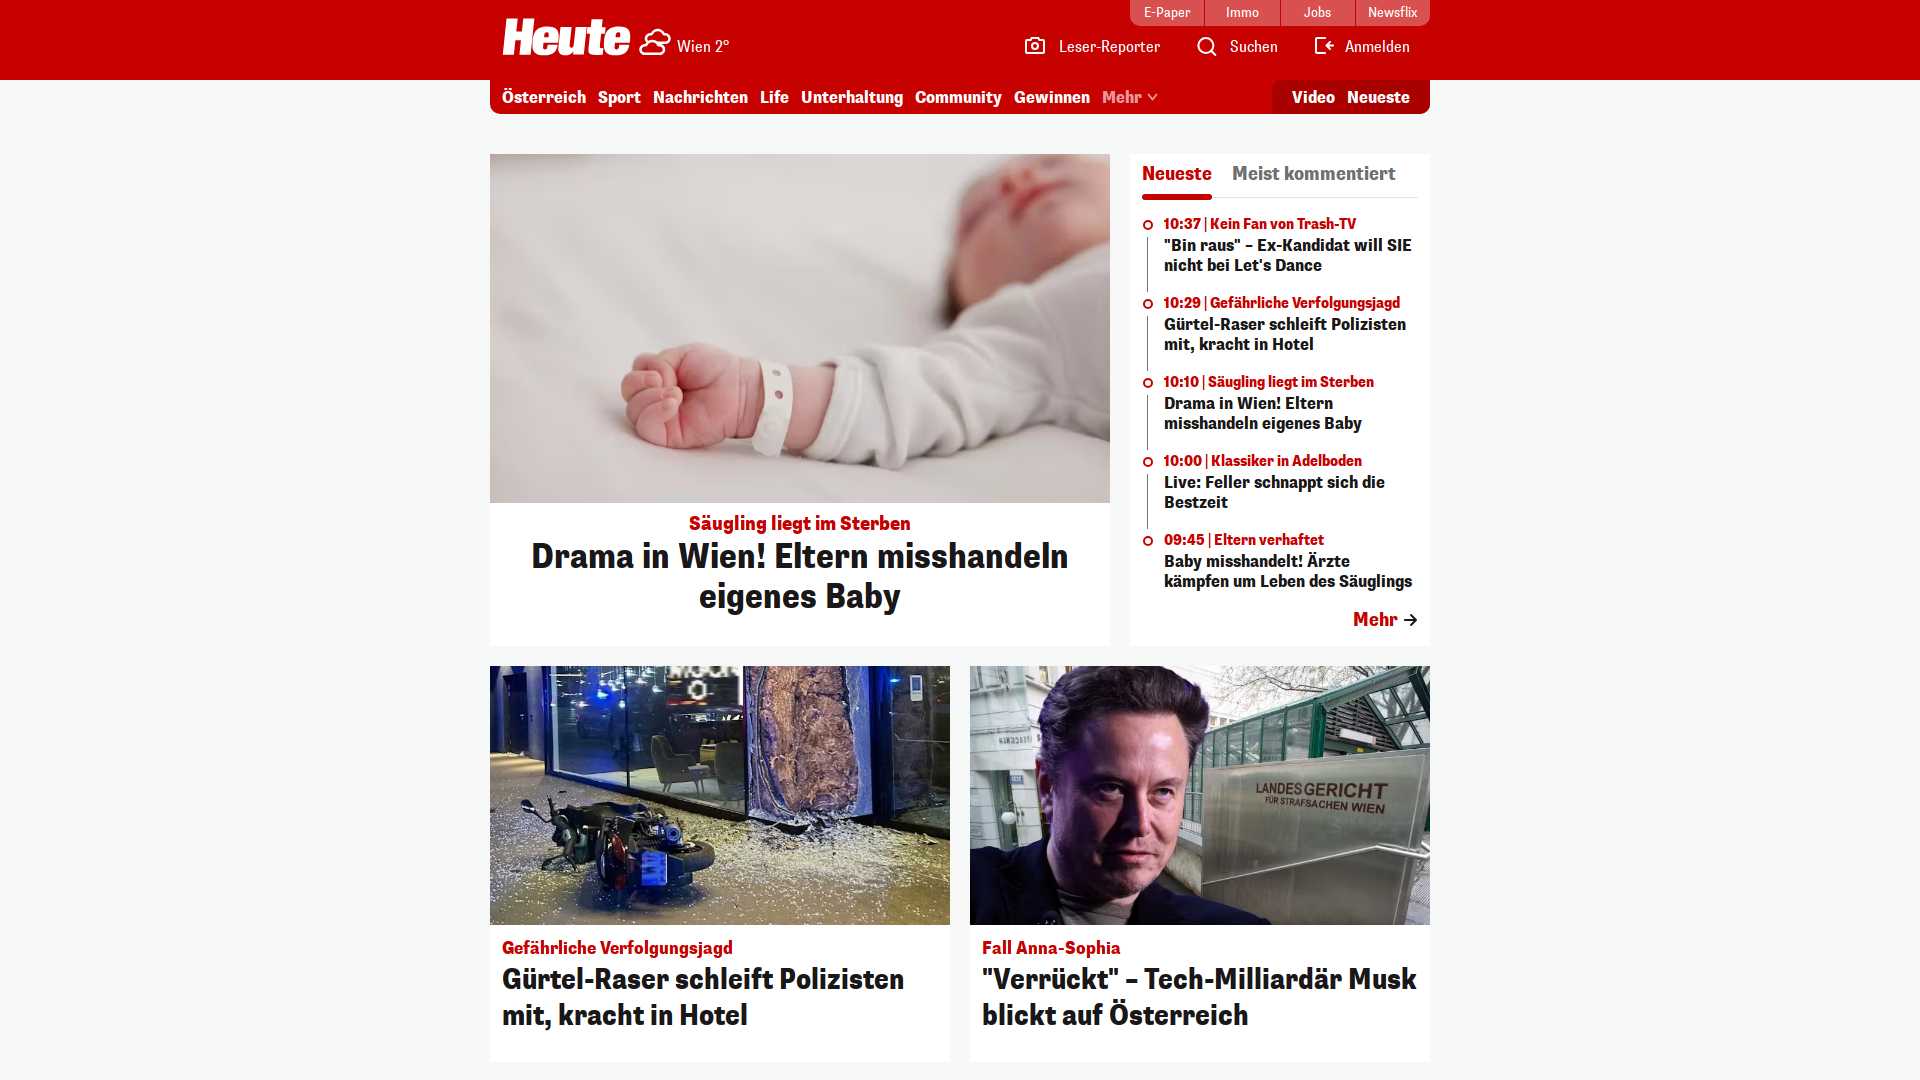 E-Paper
Immo
Jobs
Newsflix
Heute
Wien 2°
Leser-Reporter
Suchen
Anmelden
Österreich
Sport
Nachrichten
Life
Unterhaltung
Community
Gewinnen
Mehr
Video
Neueste
Säugling liegt im Sterben
Drama in Wien! Eltern misshandeln
eigenes Baby
Neueste
Meist kommentiert
10:37 | Kein Fan von Trash-TV
"Bin raus" – Ex-Kandidat will SIE
nicht bei Let's Dance
10:29 | Gefährliche Verfolgungsjagd
Gürtel-Raser schleift Polizisten
mit, kracht in Hotel
10:10 | Säugling liegt im Sterben
Drama in Wien! Eltern
misshandeln eigenes Baby
10:00 | Klassiker in Adelboden
Live: Feller schnappt sich die
Bestzeit
09:45 | Eltern verhaftet
Baby misshandelt! Ärzte
kämpfen um Leben des Säuglings
Mehr
Gefährliche Verfolgungsjagd
Gürtel-Raser schleift Polizisten
mit, kracht in Hotel
LANDESGERICHT
FÜR STRAFSACHEN WIEN
Fall Anna-Sophia
"Verrückt" – Tech-Milliardär Musk
blickt auf Österreich